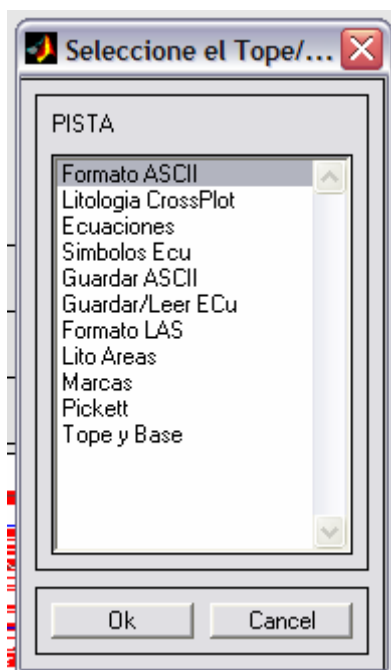 Seleccione el Tope/...
PISTA
Formato ASCII
Litologia CrossPlot
Ecuaciones
Simbolos Ecu
Guardar ASCII
Guardar/Leer ECu
Formato LAS
Lito Areas
Marcas
Pickett
Tope y Base
Ok Cancel